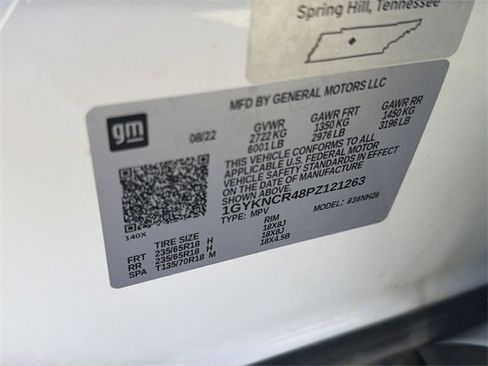 Spring Hill, Tennessee
MFD BY GENERAL MOTORS LLC
gm
08/22 GVWR GAWR FRT GAWR RR
2722 KG 1350 KG 1450 KG
6001 LB 2976 LB 3196 LB
THIS VEHICLE CONFORMS TO ALL APPLICABLE
U.S. FEDERAL MOTOR
VEHICLE SAFETY STANDARDS IN EFFECT ON THE
DATE OF MANUFACTURE SHOWN ABOVE.
1GYKNCR48PZ121263
TYPE: MPV MODEL: 836NH26
140X
TIRE SIZE RIM
FRT 235/65R18 H 18X8J
RR 235/65R18 H 18X8J
SPA T135/70R18 M 18X4.5B